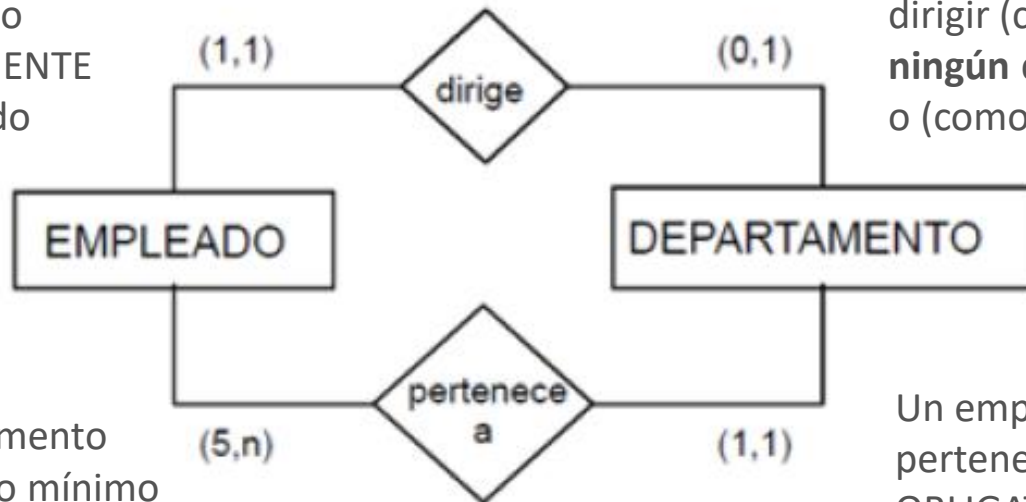 o
ENTE
do
(1,1)
dirige
(0,1)
dirigir (c
ningún
o (como
EMPLEADO
DEPARTAMENTO
mento
o mínimo
(5,n)
pertenece
a
(1,1)
Un emp
pertene